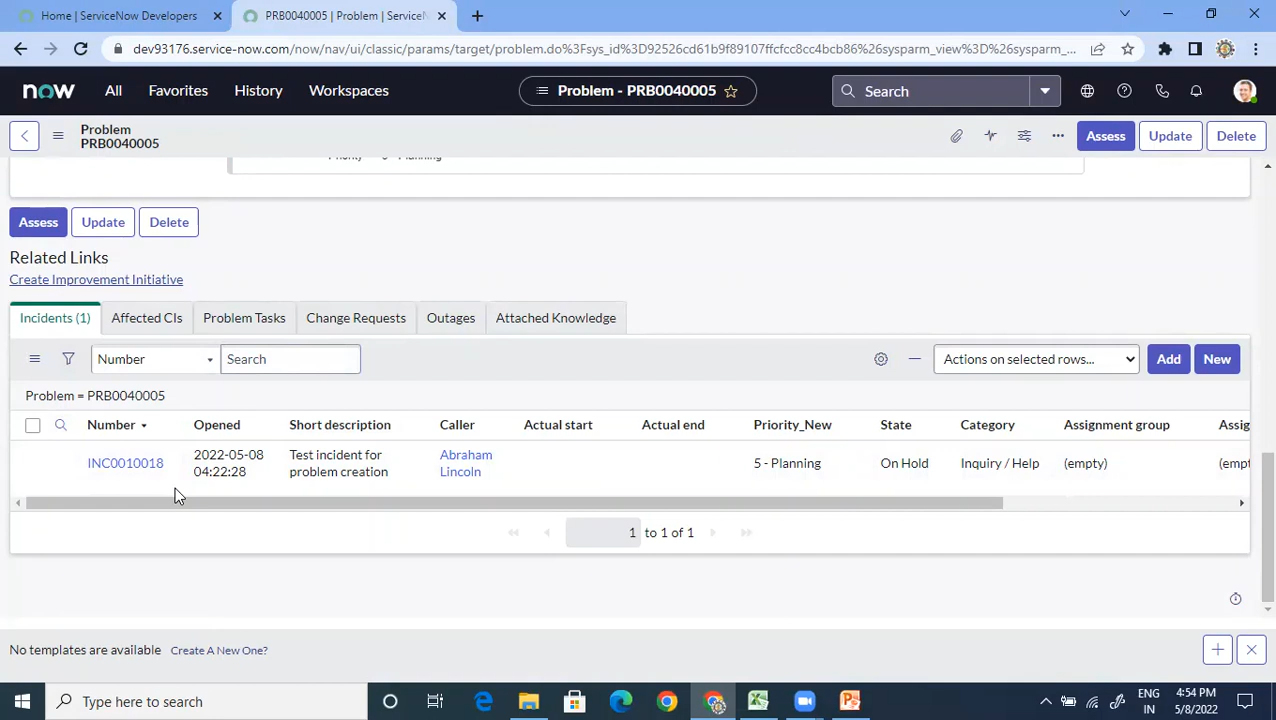 Home | ServiceNow Developers
PRB0040005 | Problem | ServiceN
dev93176.service-now.com/now/nav/ui/classic/params/target/problem.do%3Fsys_id%3D92526cd61b9f89107ffcfcc8cc4bcb86%26sysparm_view%3D%26sysparm_...
now All Favorites History Workspaces Problem - PRB0040005 Search
Problem
PRB0040005
Assess Update Delete
Assess Update Delete
Related Links
Create Improvement Initiative
Incidents (1) Affected CIs Problem Tasks Change Requests Outages Attached Knowledge
Number Search Actions on selected rows... Add New
Problem = PRB0040005
Number Opened Short description Caller Actual start Actual end Priority_New State Category Assignment group Assig
INC0010018 2022-05-08 04:22:28 Test incident for problem creation Abraham Lincoln 5 - Planning On Hold Inquiry / Help (empty) (empt
1 to 1 of 1
No templates are available Create A New One?
Type here to search
ENG
IN
4:54 PM
5/8/2022